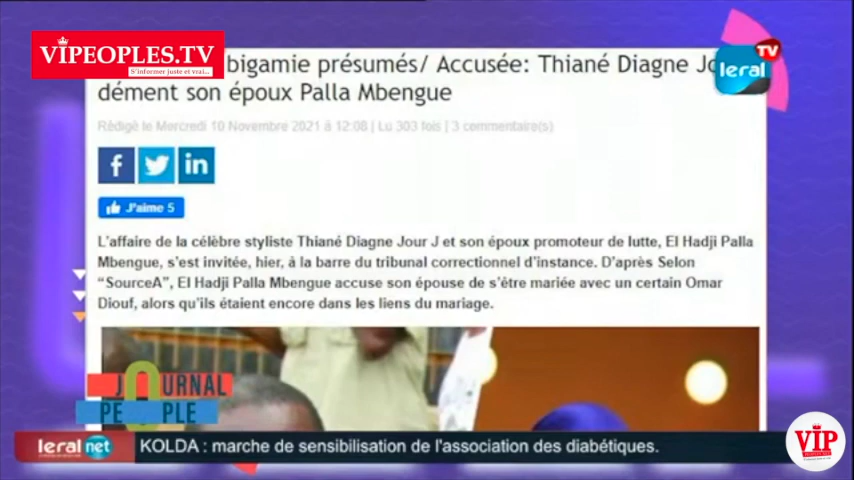 VIPEOPLES.TV
S'informer juste et vrai...
bigamie présumés/ Accusée: Thiané Diagne Jo
dément son époux Palla Mbengue
leral TV
Rédigé le Mercredi 10 Novembre 2021 à 12:08 | Lu 303 fois | 3 commentaire(s)
f in
J'aime 5
L'affaire de la célèbre styliste Thiané Diagne Jour J et son époux promoteur de lutte, El Hadji Palla
Mbengue, s'est invitée, hier, à la barre du tribunal correctionnel d'instance. D'après Selon
"SourceA", El Hadji Palla Mbengue accuse son épouse de s'être mariée avec un certain Omar
Diouf, alors qu'ils étaient encore dans les liens du mariage.
JOURNAL
PEOPLE
leral net
KOLDA : marche de sensibilisation de l'association des diabétiques.
VIP